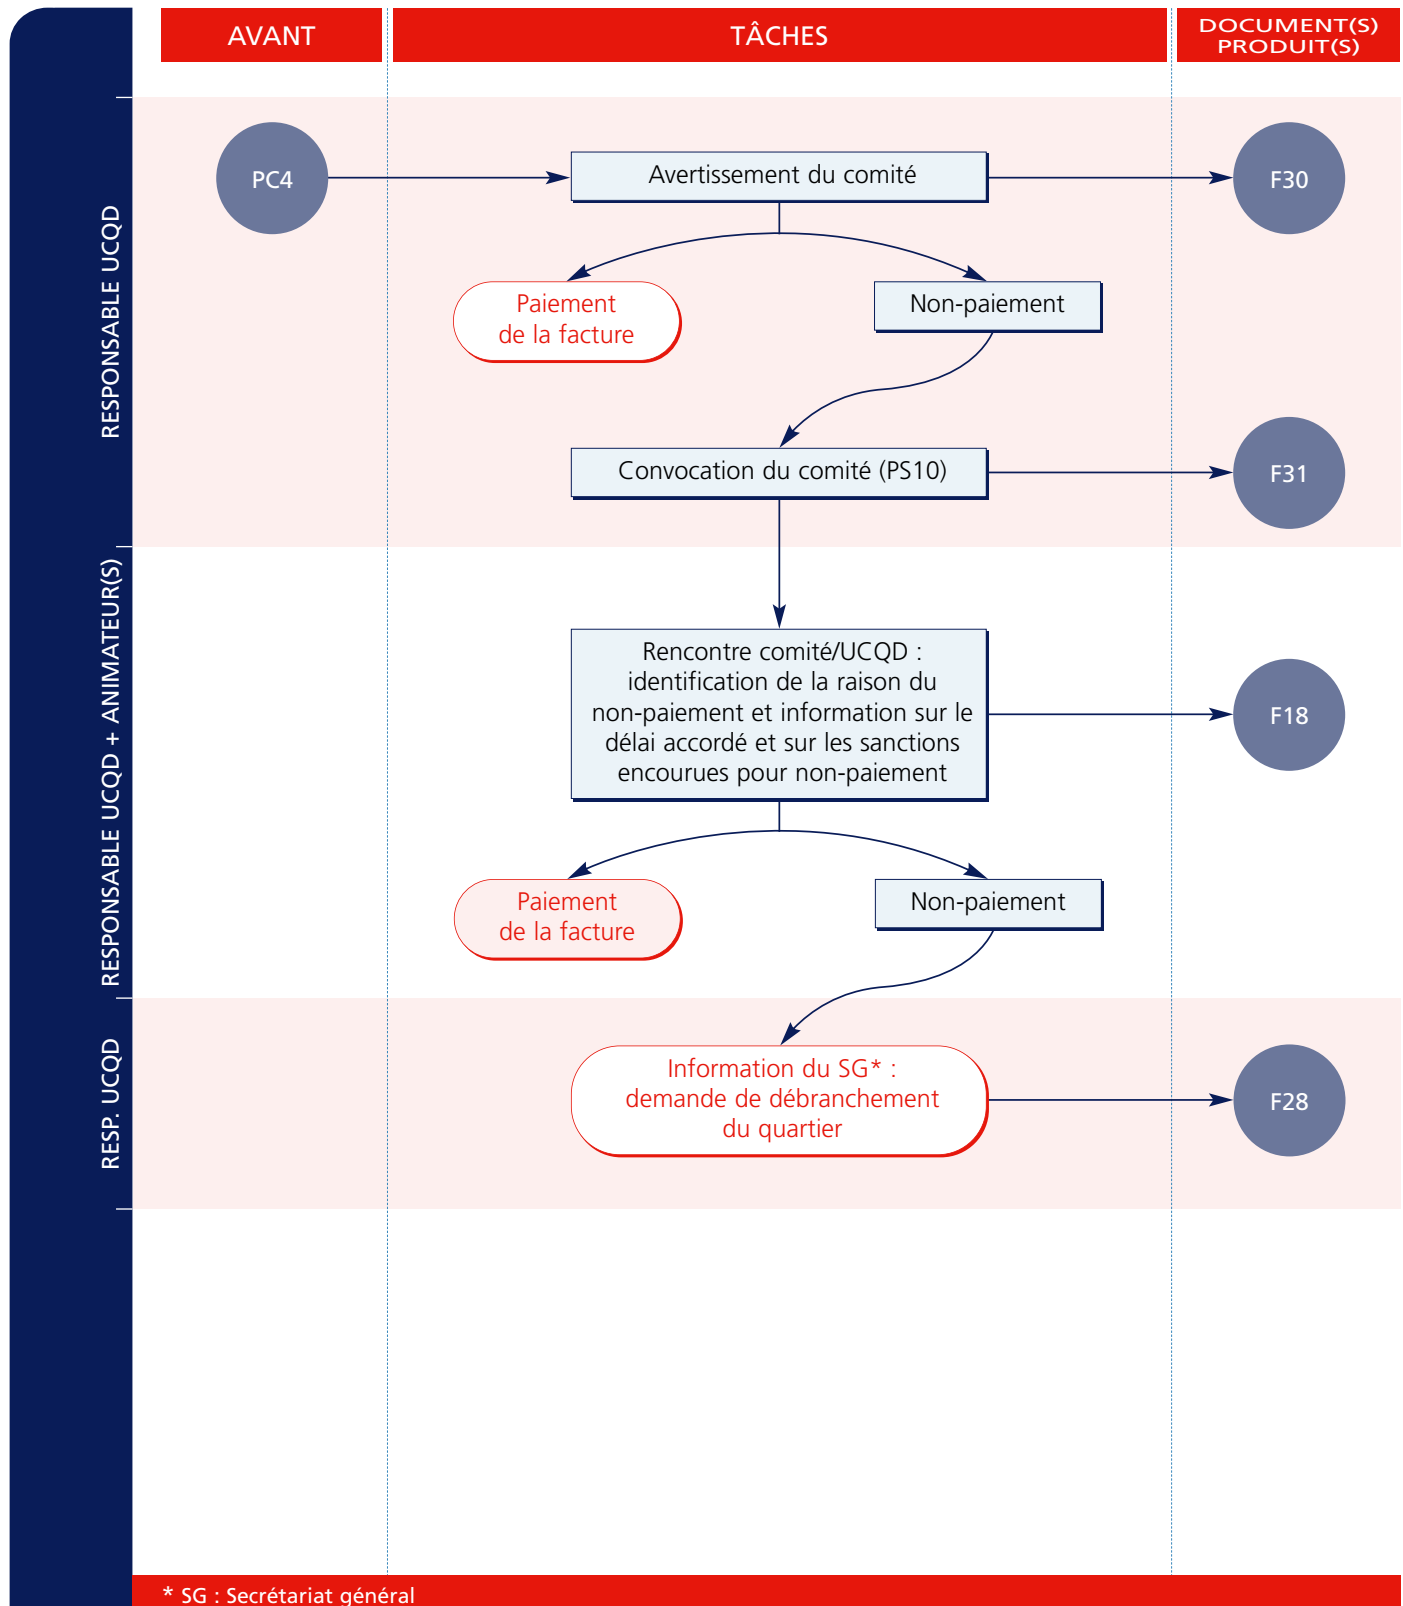 AVANT
TÂCHES
DOCUMENT(S)
PRODUIT(S)
RESPONSABLE UCQD
PC4
Avertissement du comité
F30
Paiement
de la facture
Non-paiement
Convocation du comité (PS10)
F31
RESPONSABLE UCQD + ANIMATEUR(S)
Rencontre comité/UCQD :
identification de la raison du
non-paiement et information sur le
délai accordé et sur les sanctions
encourues pour non-paiement
F18
Paiement
de la facture
Non-paiement
RESP. UCQD
Information du SG* :
demande de débranchement
du quartier
F28
* SG : Secrétariat général